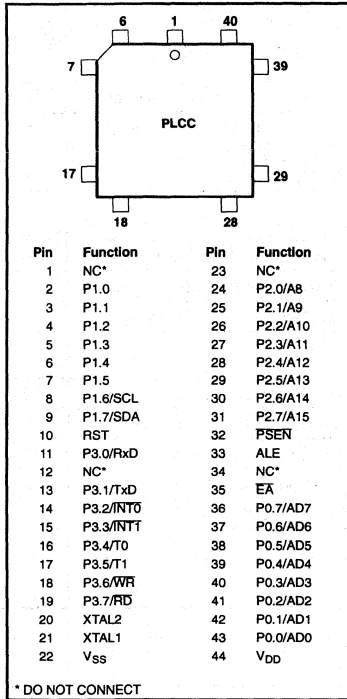 6 1 40
7 39
PLCC
17 29
18 28
Pin Function Pin Function
1 NC* 23 NC*
2 P1.0 24 P2.0/A8
3 P1.1 25 P2.1/A9
4 P1.2 26 P2.2/A10
5 P1.3 27 P2.3/A11
6 P1.4 28 P2.4/A12
7 P1.5 29 P2.5/A13
8 P1.6/SCL 30 P2.6/A14
9 P1.7/SDA 31 P2.7/A15
10 RST 32 P̅S̅E̅N̅
11 P3.0/RxD 33 ALE
12 NC* 34 NC*
13 P3.1/TxD 35 E̅A̅
14 P3.2/I̅N̅T̅0̅ 36 P0.7/AD7
15 P3.3/I̅N̅T̅1̅ 37 P0.6/AD6
16 P3.4/T0 38 P0.5/AD5
17 P3.5/T1 39 P0.4/AD4
18 P3.6/W̅R̅ 40 P0.3/AD3
19 P3.7/R̅D̅ 41 P0.2/AD2
20 XTAL2 42 P0.1/AD1
21 XTAL1 43 P0.0/AD0
22 VSS 44 VDD
* DO NOT CONNECT